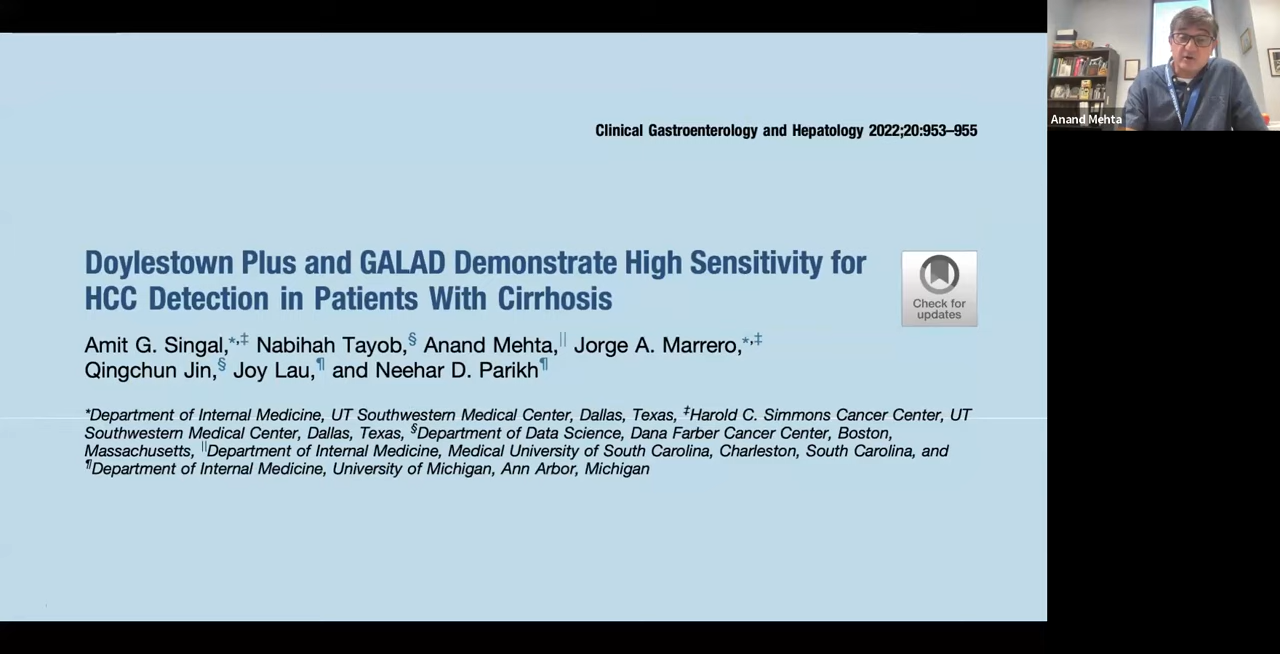 Clinical Gastroenterology and Hepatology 2022;20:953–955
Doylestown Plus and GALAD Demonstrate High Sensitivity for
HCC Detection in Patients With Cirrhosis
Check for
updates
Amit G. Singal,*,‡ Nabihah Tayob,§ Anand Mehta,|| Jorge A. Marrero,*,‡
Qingchun Jin,§ Joy Lau,¶ and Neehar D. Parikh¶
*Department of Internal Medicine, UT Southwestern Medical Center, Dallas, Texas, ‡Harold C. Simmons Cancer Center, UT
Southwestern Medical Center, Dallas, Texas, §Department of Data Science, Dana Farber Cancer Center, Boston,
Massachusetts, ||Department of Internal Medicine, Medical University of South Carolina, Charleston, South Carolina, and
¶Department of Internal Medicine, University of Michigan, Ann Arbor, Michigan
Anand Mehta